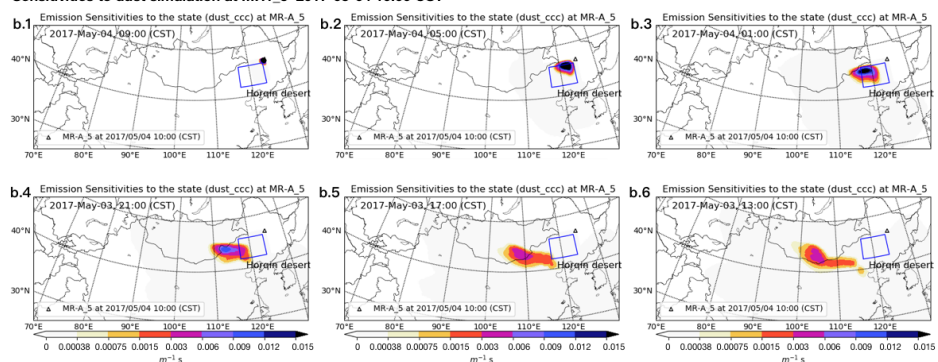 b.1 Emission Sensitivities to the state (dust_ccc) at MR-A_5
2017-May-04, 09:00 (CST)
40°N
30°N
Horqin desert
MR-A_5 at 2017/05/04 10:00 (CST)
70°E 80°E 90°E 100°E 110°E 120°E
b.2 Emission Sensitivities to the state (dust_ccc) at MR-A_5
2017-May-04, 05:00 (CST)
40°N
30°N
Horqin desert
MR-A_5 at 2017/05/04 10:00 (CST)
70°E 80°E 90°E 100°E 110°E 120°E
b.3 Emission Sensitivities to the state (dust_ccc) at MR-A_5
2017-May-04, 01:00 (CST)
40°N
30°N
Horqin desert
MR-A_5 at 2017/05/04 10:00 (CST)
70°E 80°E 90°E 100°E 110°E 120°E
b.4 Emission Sensitivities to the state (dust_ccc) at MR-A_5
2017-May-03, 21:00 (CST)
40°N
30°N
Horqin desert
MR-A_5 at 2017/05/04 10:00 (CST)
70°E 80°E 90°E 100°E 110°E 120°E
0 0.00038 0.00075 0.0015 0.003 0.006 0.009 0.012 0.015
m⁻¹ s
b.5 Emission Sensitivities to the state (dust_ccc) at MR-A_5
2017-May-03, 17:00 (CST)
40°N
30°N
Horqin desert
MR-A_5 at 2017/05/04 10:00 (CST)
70°E 80°E 90°E 100°E 110°E 120°E
0 0.00038 0.00075 0.0015 0.003 0.006 0.009 0.012 0.015
m⁻¹ s
b.6 Emission Sensitivities to the state (dust_ccc) at MR-A_5
2017-May-03, 13:00 (CST)
40°N
30°N
Horqin desert
MR-A_5 at 2017/05/04 10:00 (CST)
70°E 80°E 90°E 100°E 110°E 120°E
0 0.00038 0.00075 0.0015 0.003 0.006 0.009 0.012 0.015
m⁻¹ s